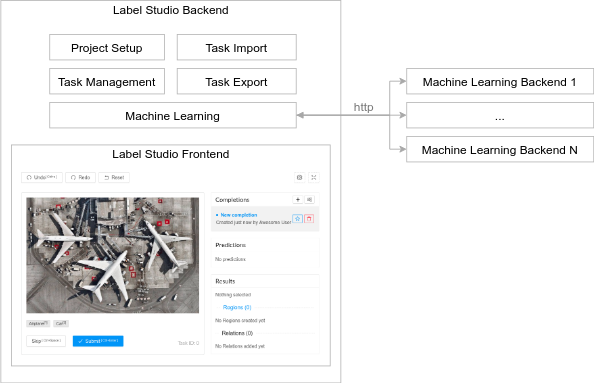 Label Studio Backend
Project Setup
Task Import
Task Management
Task Export
Machine Learning
http
Machine Learning Backend 1
...
Machine Learning Backend N
Label Studio Frontend
Undo
Redo
Reset
Completions
New completion
Created just now by Awesome User
Predictions
No predictions
Results
Nothing selected
Regions (0)
No Regions created yet
Relations (0)
No Relations added yet
Airplane
Car
Skip
Submit
Task ID: 0